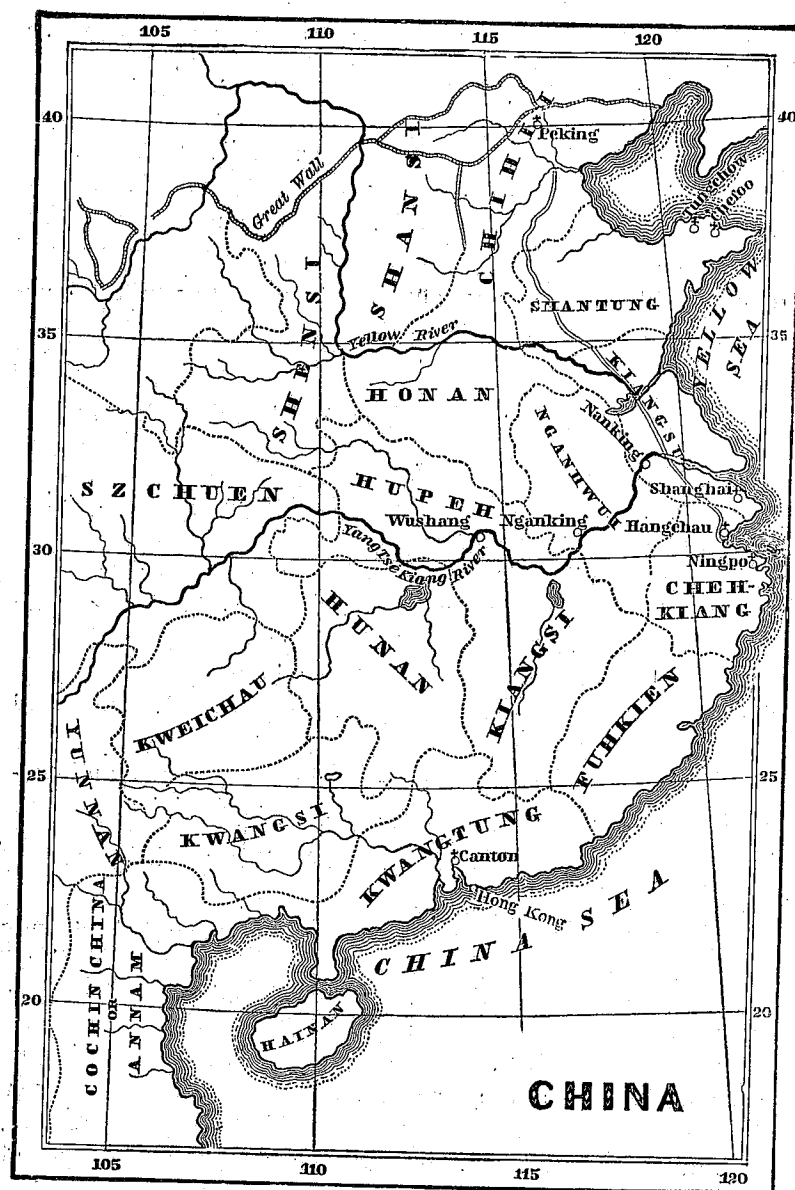 105 110 115 120
40 40
Peking
Great Wall
SHANSI
CHIHLI
Tungchow
Chefoo
SHENSI
SHANTUNG
YELLOW
SEA
35 35
Yellow River
KIANGSU
HONAN
Nanking
NGANHWUI
SZCHUEN
HUPEH
Shanghai
Wushang
Nganking
Hangchau
30
YangTseKiang River
Ningpo
CHEH-
KIANG
HUNAN
KIANGSI
KWEICHAU
FUHKIEN
YUNNAN
25 25
KWANGSI
KWANGTUNG
Canton
Hong Kong
CHINA SEA
COCHIN CHINA
OR
ANNAM
20 20
HAINAN
CHINA
105 110 115 120